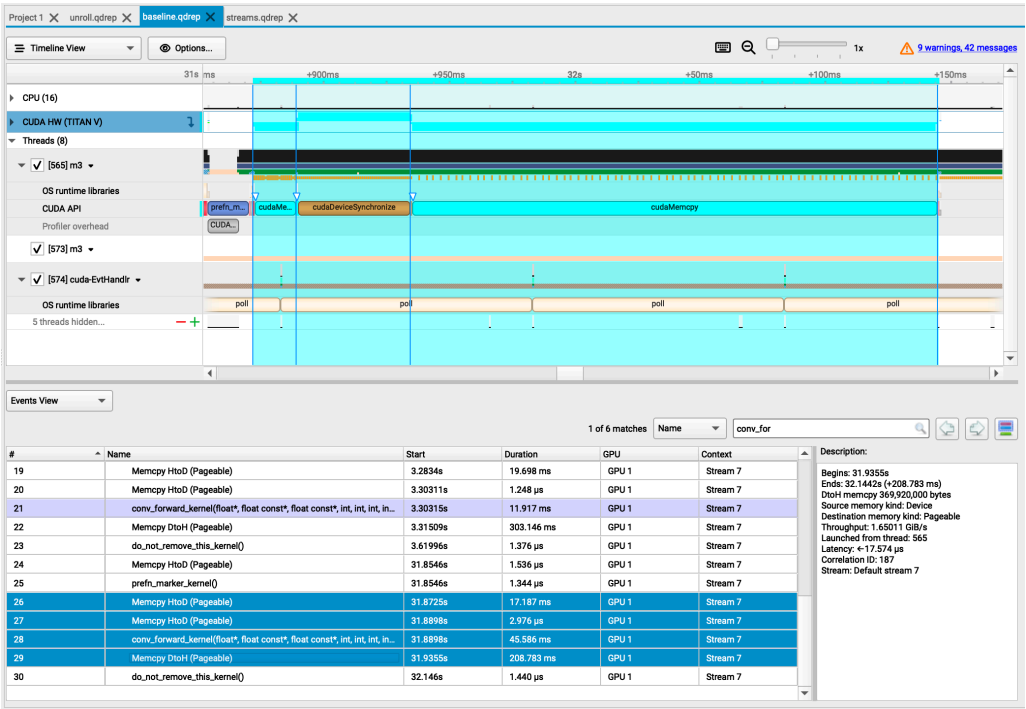 Project 1 unroll.qdrep baseline.qdrep streams.qdrep
Timeline View Options... 1x 9 warnings, 42 messages
31s ms +900ms +950ms 32s +50ms +100ms +150ms
CPU (16)
CUDA HW (TITAN V)
Threads (8)
[565] m3
OS runtime libraries
CUDA API prefn_m... cudaMe... cudaDeviceSynchronize cudaMemcpy
Profiler overhead CUDA...
[573] m3
[574] cuda-EvtHandlr
OS runtime libraries poll poll poll poll
5 threads hidden...
Events View
1 of 6 matches Name conv_for
# Name Start Duration GPU Context
19 Memcpy HtoD (Pageable) 3.2834s 19.698 ms GPU 1 Stream 7
20 Memcpy HtoD (Pageable) 3.30311s 1.248 μs GPU 1 Stream 7
21 conv_forward_kernel(float*, float const*, float const*, int, int, int, in... 3.30315s 11.917 ms GPU 1 Stream 7
22 Memcpy DtoH (Pageable) 3.31509s 303.146 ms GPU 1 Stream 7
23 do_not_remove_this_kernel() 3.61996s 1.376 μs GPU 1 Stream 7
24 Memcpy HtoD (Pageable) 31.8546s 1.536 μs GPU 1 Stream 7
25 prefn_marker_kernel() 31.8546s 1.344 μs GPU 1 Stream 7
26 Memcpy HtoD (Pageable) 31.8725s 17.187 ms GPU 1 Stream 7
27 Memcpy HtoD (Pageable) 31.8898s 2.976 μs GPU 1 Stream 7
28 conv_forward_kernel(float*, float const*, float const*, int, int, int, in... 31.8898s 45.586 ms GPU 1 Stream 7
29 Memcpy DtoH (Pageable) 31.9355s 208.783 ms GPU 1 Stream 7
30 do_not_remove_this_kernel() 32.146s 1.440 μs GPU 1 Stream 7
Description:
Begins: 31.9355s
Ends: 32.1442s (+208.783 ms)
DtoH memcpy 369,920,000 bytes
Source memory kind: Device
Destination memory kind: Pageable
Throughput: 1.65011 GiB/s
Launched from thread: 565
Latency: ←17.574 μs
Correlation ID: 187
Stream: Default stream 7